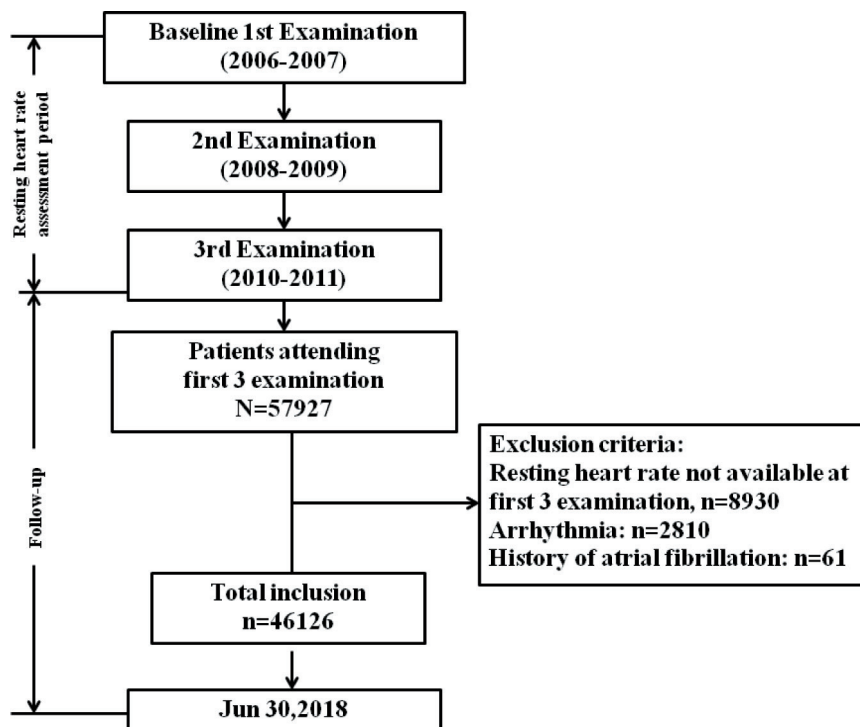 Baseline 1st Examination
(2006-2007)
Resting heart rate
assessment period
2nd Examination
(2008-2009)
3rd Examination
(2010-2011)
Patients attending
first 3 examination
N=57927
Exclusion criteria:
Resting heart rate not available at
first 3 examination, n=8930
Arrhythmia: n=2810
History of atrial fibrillation: n=61
Follow-up
Total inclusion
n=46126
Jun 30,2018